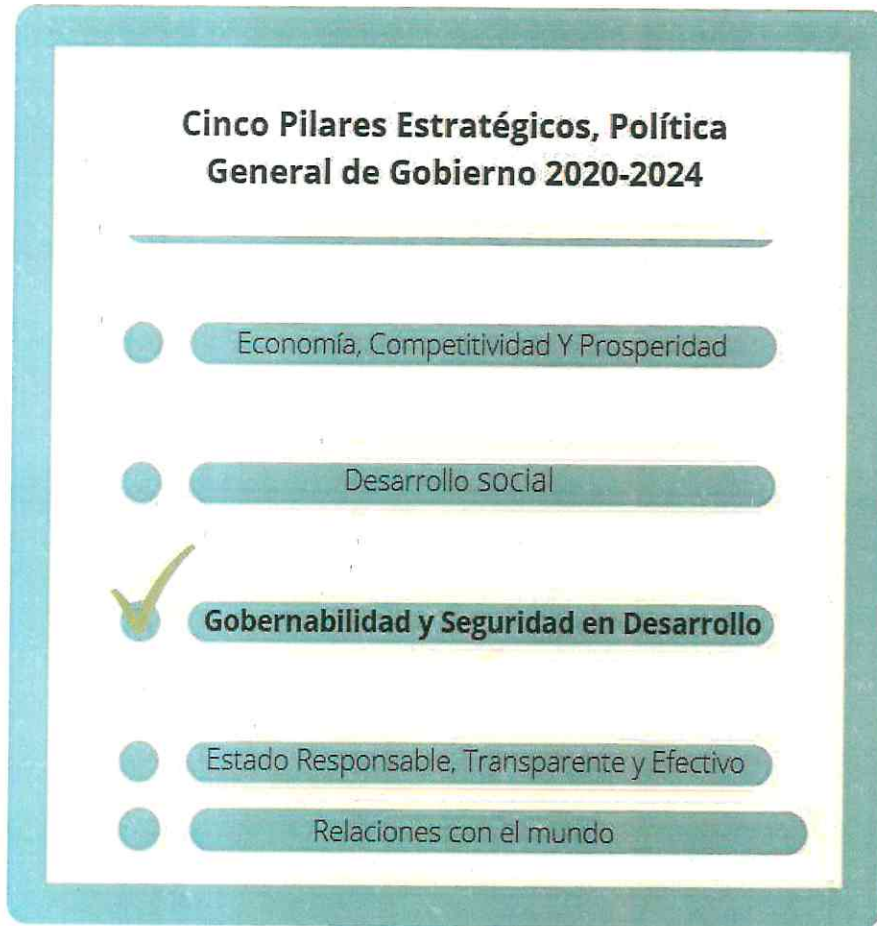 Cinco Pilares Estratégicos, Política
General de Gobierno 2020-2024
Economía, Competitividad Y Prosperidad
Desarrollo social
Gobernabilidad y Seguridad en Desarrollo
Estado Responsable, Transparente y Efectivo
Relaciones con el mundo